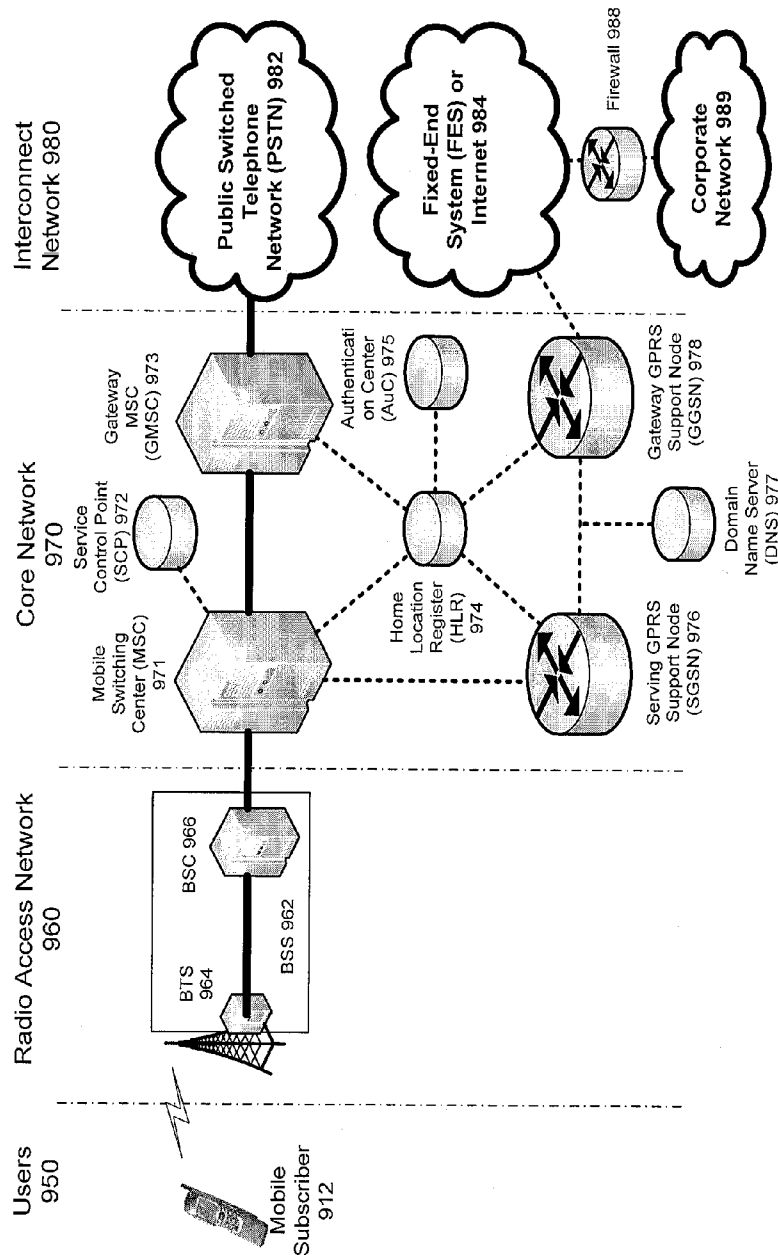 Users
950
Radio Access Network
960
Core Network
970
Interconnect
Network 980
Mobile
Subscriber
912
BTS
964
BSC 966
BSS 962
Mobile
Switching
Center (MSC)
971
Service
Control Point
(SCP) 972
Gateway
MSC
(GMSC) 973
Public Switched
Telephone
Network (PSTN) 982
Home
Location
Register
(HLR)
974
Authenticati
on Center
(AuC) 975
Fixed-End
System (FES) or
Internet 984
Serving GPRS
Support Node
(SGSN) 976
Gateway GPRS
Support Node
(GGSN) 978
Domain
Name Server
(DNS) 977
Firewall 988
Corporate
Network 989